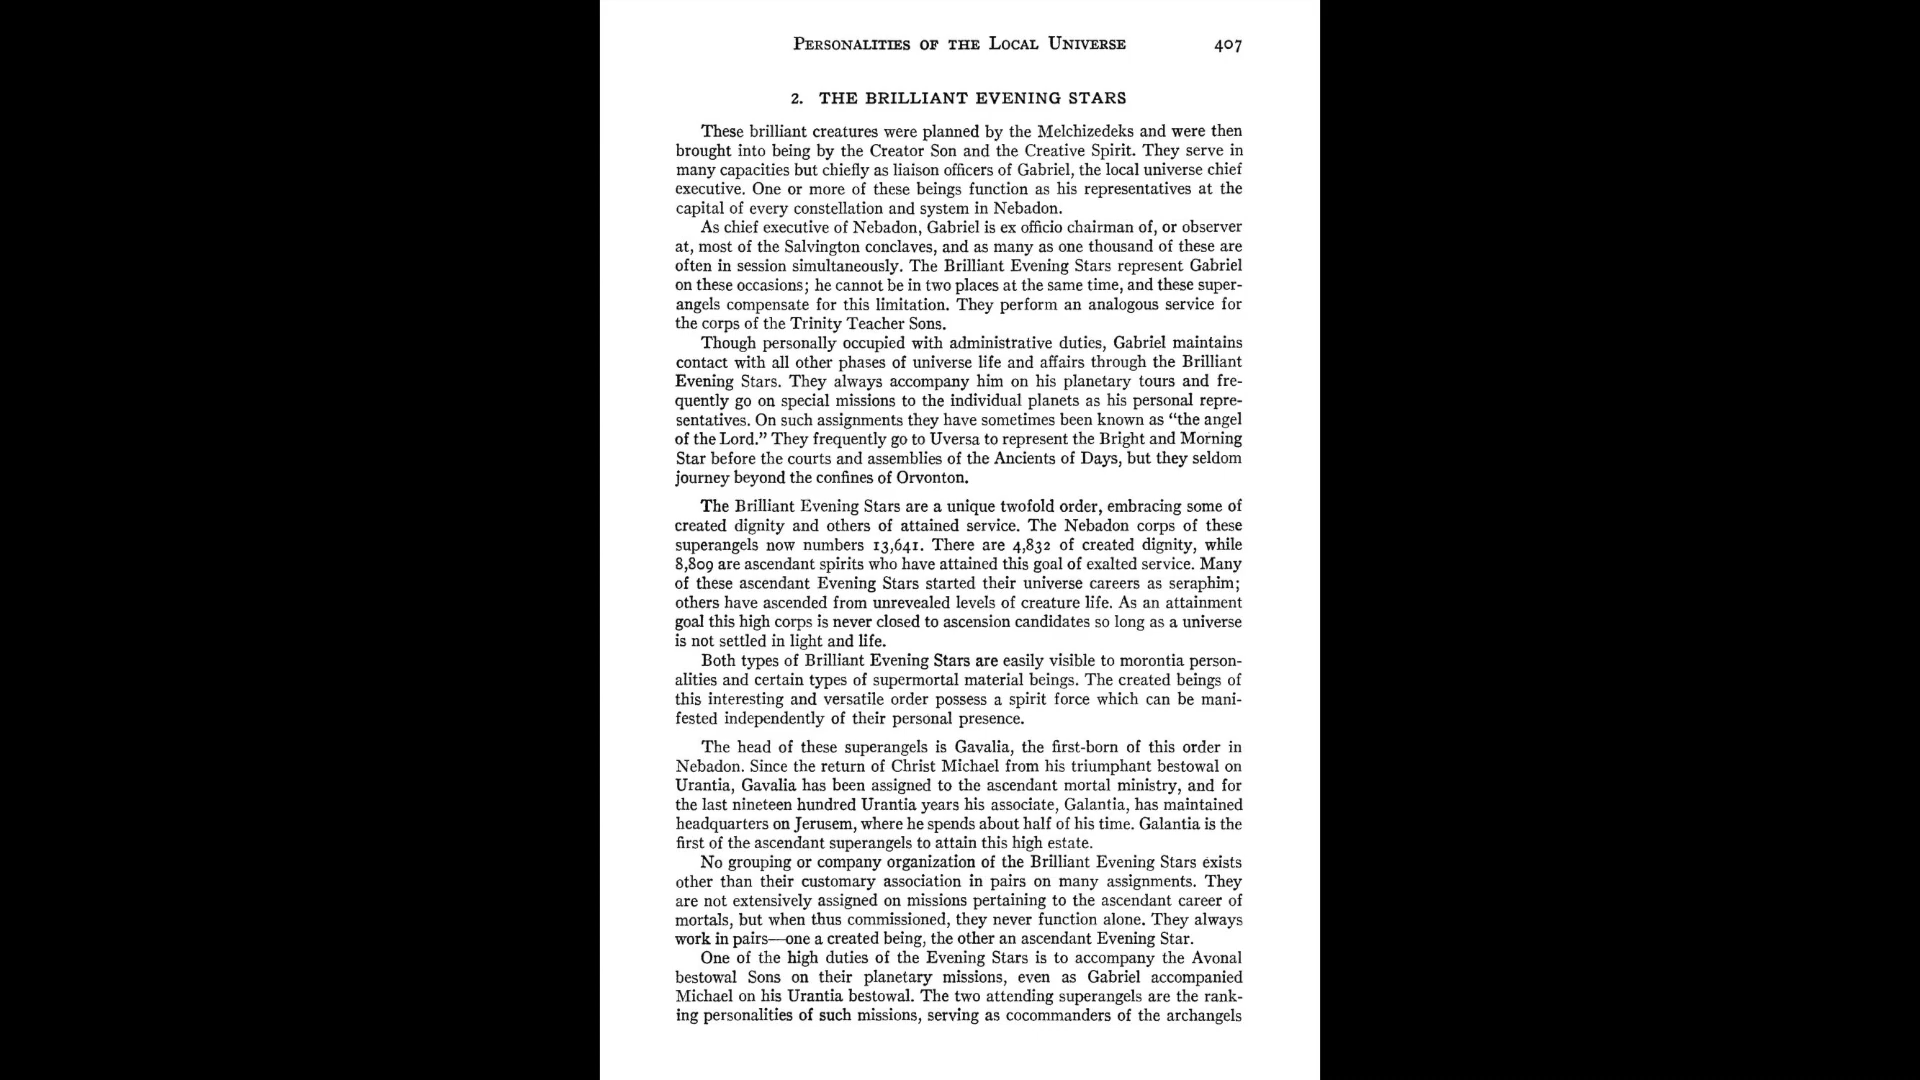 PERSONALITIES OF THE LOCAL UNIVERSE 407
2. THE BRILLIANT EVENING STARS
These brilliant creatures were planned by the Melchizedeks and were then
brought into being by the Creator Son and the Creative Spirit. They serve in
many capacities but chiefly as liaison officers of Gabriel, the local universe chief
executive. One or more of these beings function as his representatives at the
capital of every constellation and system in Nebadon.
As chief executive of Nebadon, Gabriel is ex officio chairman of, or observer
at, most of the Salvington conclaves, and as many as one thousand of these are
often in session simultaneously. The Brilliant Evening Stars represent Gabriel
on these occasions; he cannot be in two places at the same time, and these super-
angels compensate for this limitation. They perform an analogous service for
the corps of the Trinity Teacher Sons.
Though personally occupied with administrative duties, Gabriel maintains
contact with all other phases of universe life and affairs through the Brilliant
Evening Stars. They always accompany him on his planetary tours and fre-
quently go on special missions to the individual planets as his personal repre-
sentatives. On such assignments they have sometimes been known as “the angel
of the Lord.” They frequently go to Uversa to represent the Bright and Morning
Star before the courts and assemblies of the Ancients of Days, but they seldom
journey beyond the confines of Orvonton.
The Brilliant Evening Stars are a unique twofold order, embracing some of
created dignity and others of attained service. The Nebadon corps of these
superangels now numbers 13,641. There are 4,832 of created dignity, while
8,809 are ascendant spirits who have attained this goal of exalted service. Many
of these ascendant Evening Stars started their universe careers as seraphim;
others have ascended from unrevealed levels of creature life. As an attainment
goal this high corps is never closed to ascension candidates so long as a universe
is not settled in light and life.
Both types of Brilliant Evening Stars are easily visible to morontia person-
alities and certain types of supermortal material beings. The created beings of
this interesting and versatile order possess a spirit force which can be mani-
fested independently of their personal presence.
The head of these superangels is Gavalia, the first-born of this order in
Nebadon. Since the return of Christ Michael from his triumphant bestowal on
Urantia, Gavalia has been assigned to the ascendant mortal ministry, and for
the last nineteen hundred Urantia years his associate, Galantia, has maintained
headquarters on Jerusem, where he spends about half of his time. Galantia is the
first of the ascendant superangels to attain this high estate.
No grouping or company organization of the Brilliant Evening Stars exists
other than their customary association in pairs on many assignments. They
are not extensively assigned on missions pertaining to the ascendant career of
mortals, but when thus commissioned, they never function alone. They always
work in pairs—one a created being, the other an ascendant Evening Star.
One of the high duties of the Evening Stars is to accompany the Avonal
bestowal Sons on their planetary missions, even as Gabriel accompanied
Michael on his Urantia bestowal. The two attending superangels are the rank-
ing personalities of such missions, serving as cocommanders of the archangels